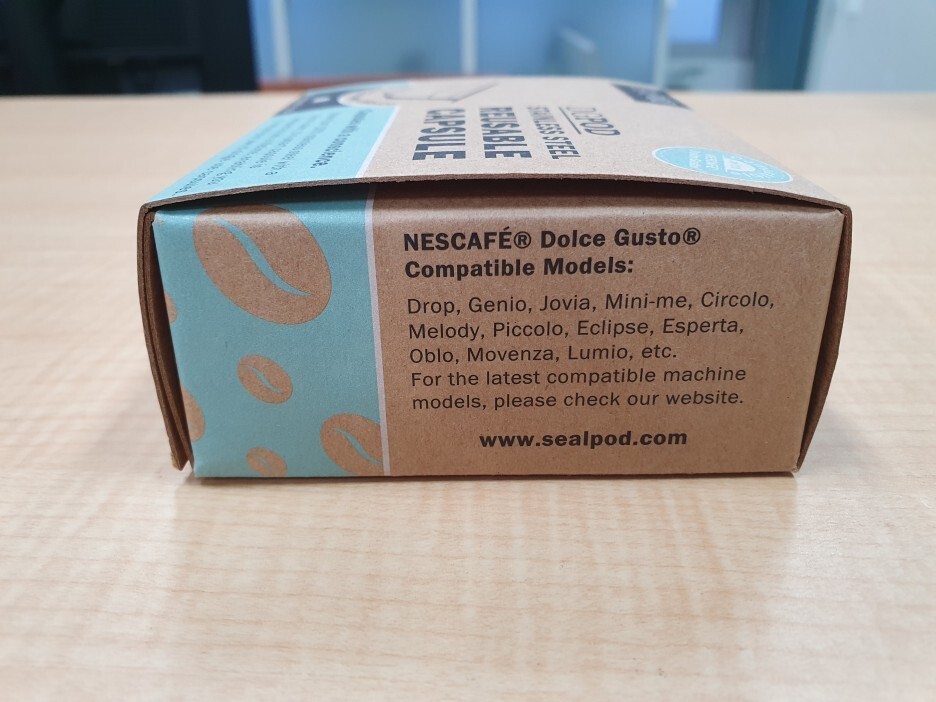 STAINLESS STEEL
REUSABLE
CAPSULE
conscience.
NESCAFÉ® Dolce Gusto®
Compatible Models:
Drop, Genio, Jovia, Mini-me, Circolo,
Melody, Piccolo, Eclipse, Esperta,
Oblo, Movenza, Lumio, etc.
For the latest compatible machine
models, please check our website.
www.sealpod.com